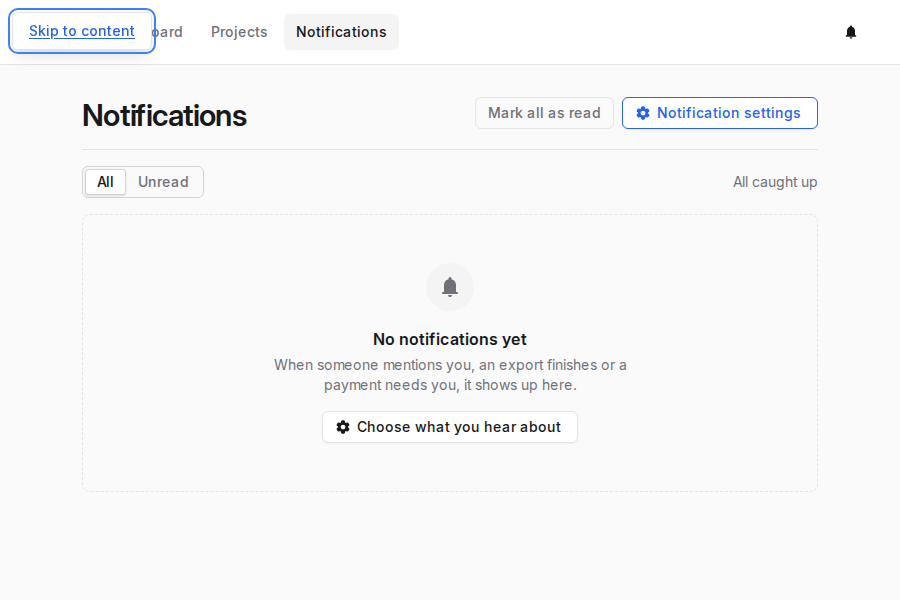 Skip to content
Projects
Notifications
Notifications
Mark all as read
Notification settings
All
Unread
All caught up
No notifications yet
When someone mentions you, an export finishes or a
payment needs you, it shows up here.
Choose what you hear about